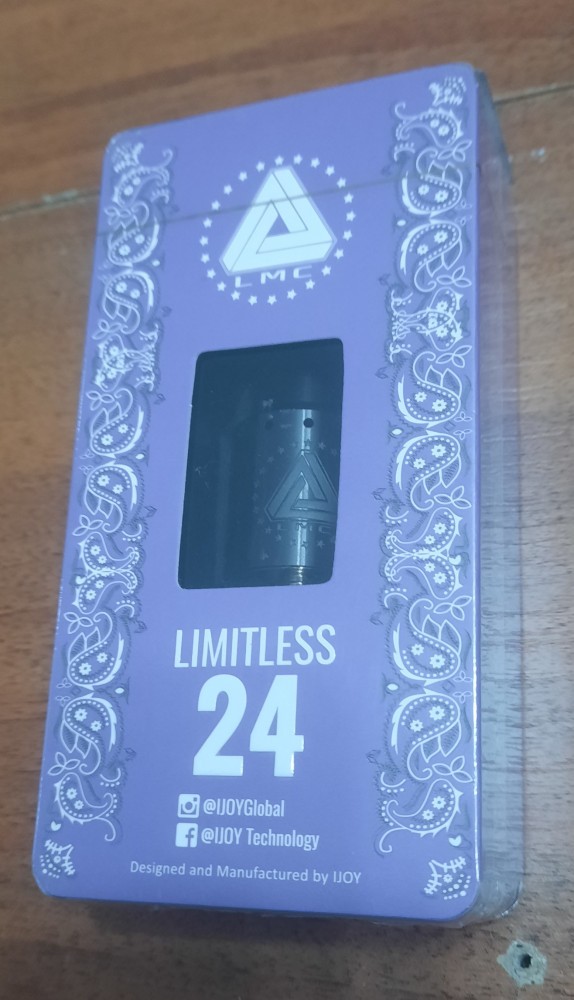 LMC
LIMITLESS
24
@IJOYGlobal
@IJOY Technology
Designed and Manufactured by IJOY